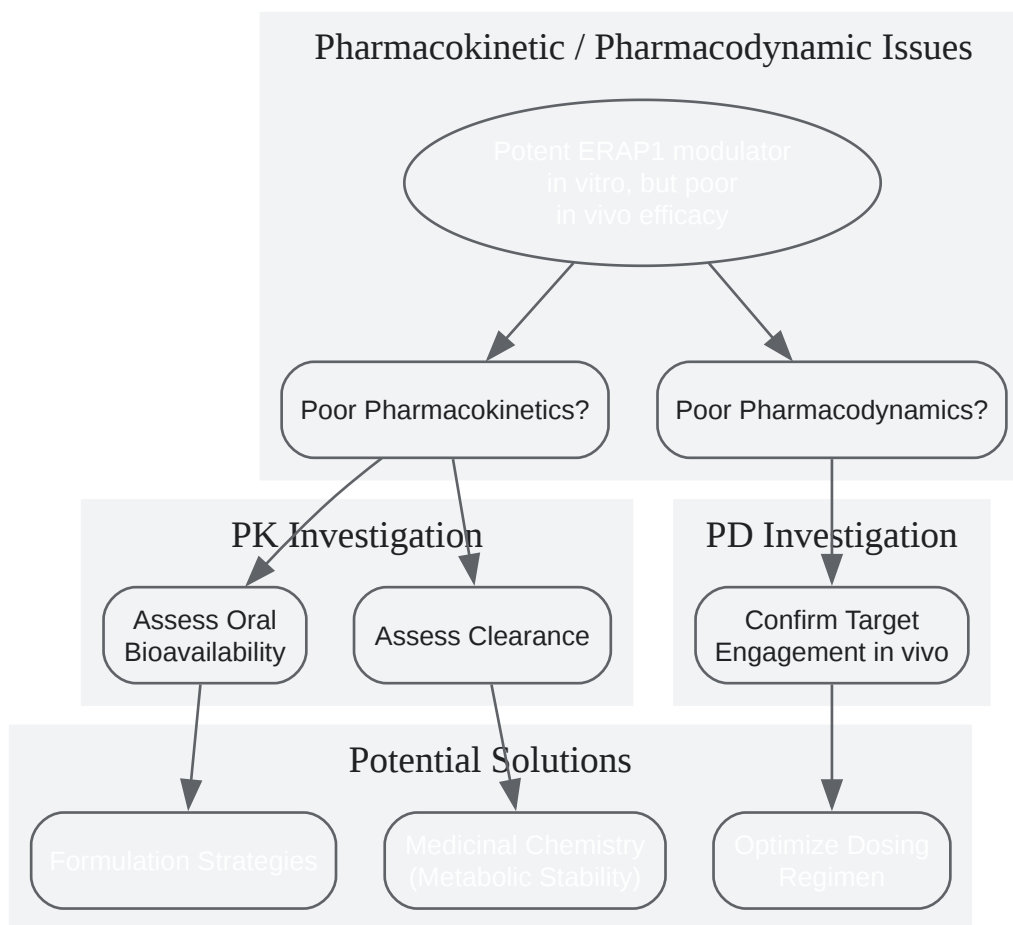 Pharmacokinetic / Pharmacodynamic Issues
Potent ERAP1 modulator
in vitro, but poor
in vivo efficacy
Poor Pharmacokinetics?
Poor Pharmacodynamics?
PK Investigation
PD Investigation
Assess Oral
Bioavailability
Assess Clearance
Confirm Target
Engagement in vivo
Potential Solutions
Formulation Strategies
Medicinal Chemistry
(Metabolic Stability)
Optimize Dosing
Regimen